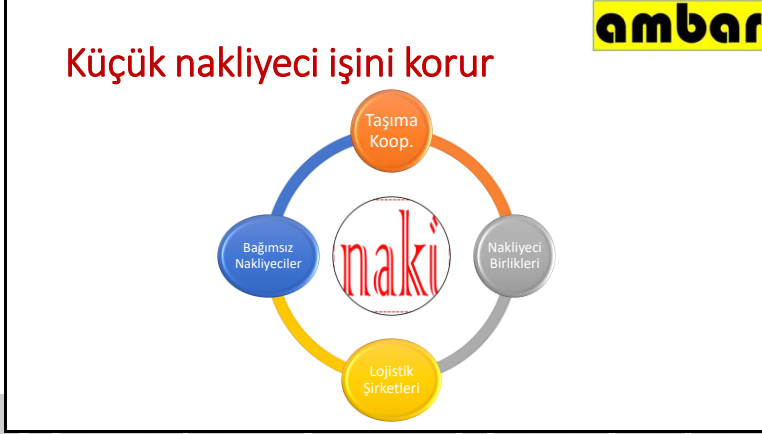 ambar
Küçük nakliyeci işini korur
Taşıma
Koop.
Bağımsız
Nakliyeciler
naki
Nakliyeci
Birlikleri
Lojistik
Şirketleri